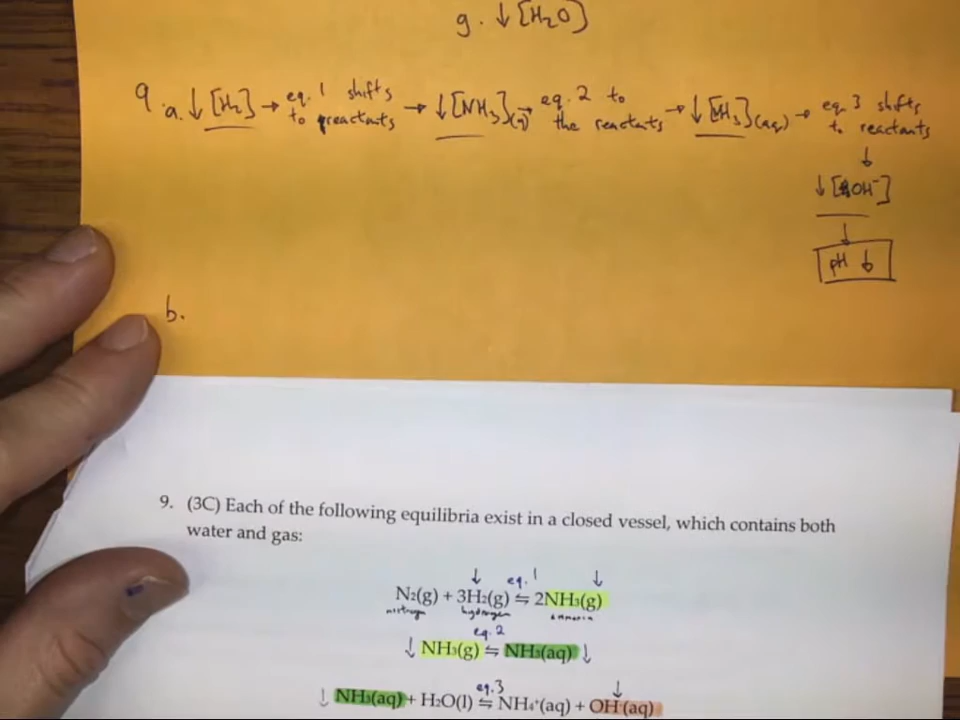 g. ↓[H₂O]
9.a. ↓[H₂] → eq. 1 shifts to reactants → ↓[NH₃](g) → eq. 2 to the reactants → ↓[NH₃](aq) → eq. 3 shifts to reactants
↓
↓[OH⁻]
↓
pH ↓
b.
9. (3C) Each of the following equilibria exist in a closed vessel, which contains both
water and gas:
↓ eq. 1 ↓
N₂(g) + 3H₂(g) ⇋ 2NH₃(g)
nitrogen hydrogen ammonia
eq. 2
↓ NH₃(g) ⇋ NH₃(aq) ↓
eq. 3 ↓
↓ NH₃(aq) + H₂O(l) ⇋ NH₄⁺(aq) + OH⁻(aq)